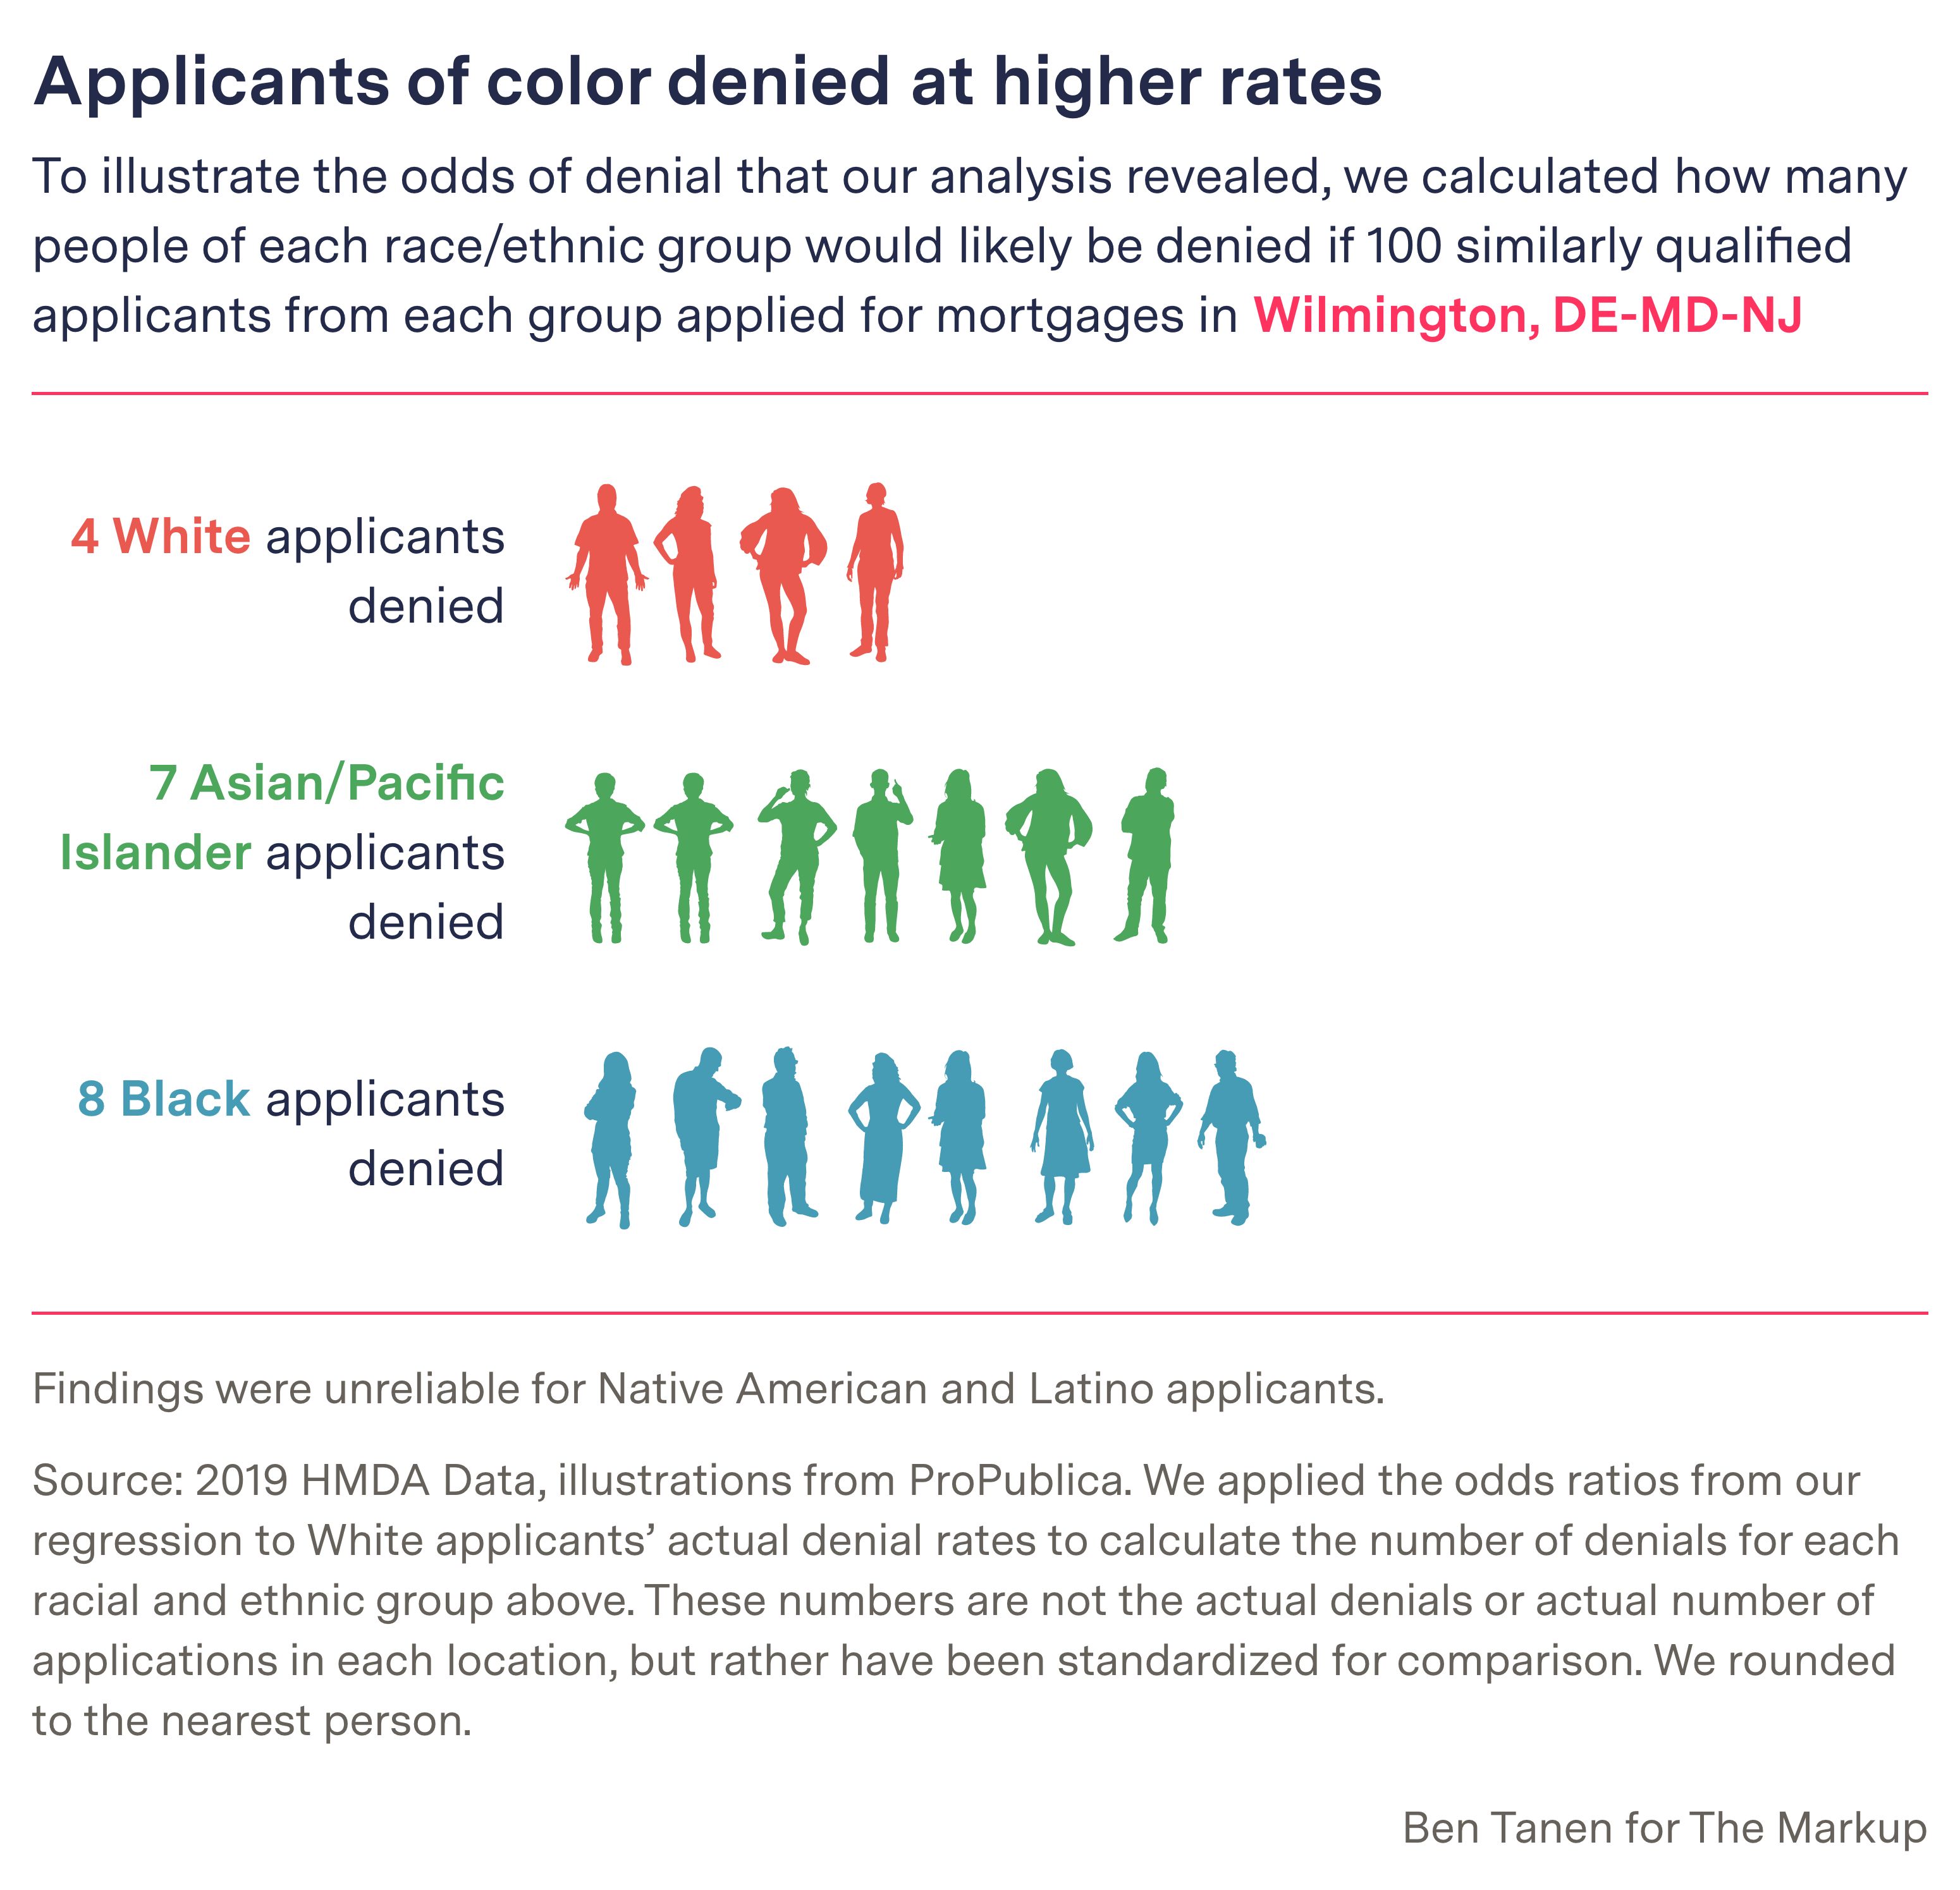 Applicants of color denied at higher rates
To illustrate the odds of denial that our analysis revealed, we calculated how many
people of each race/ethnic group would likely be denied if 100 similarly qualified
applicants from each group applied for mortgages in Wilmington, DE-MD-NJ
4 White applicants
denied
7 Asian/Pacific
Islander applicants
denied
8 Black applicants
denied
Findings were unreliable for Native American and Latino applicants.
Source: 2019 HMDA Data, illustrations from ProPublica. We applied the odds ratios from our
regression to White applicants’ actual denial rates to calculate the number of denials for each
racial and ethnic group above. These numbers are not the actual denials or actual number of
applications in each location, but rather have been standardized for comparison. We rounded
to the nearest person.
Ben Tanen for The Markup